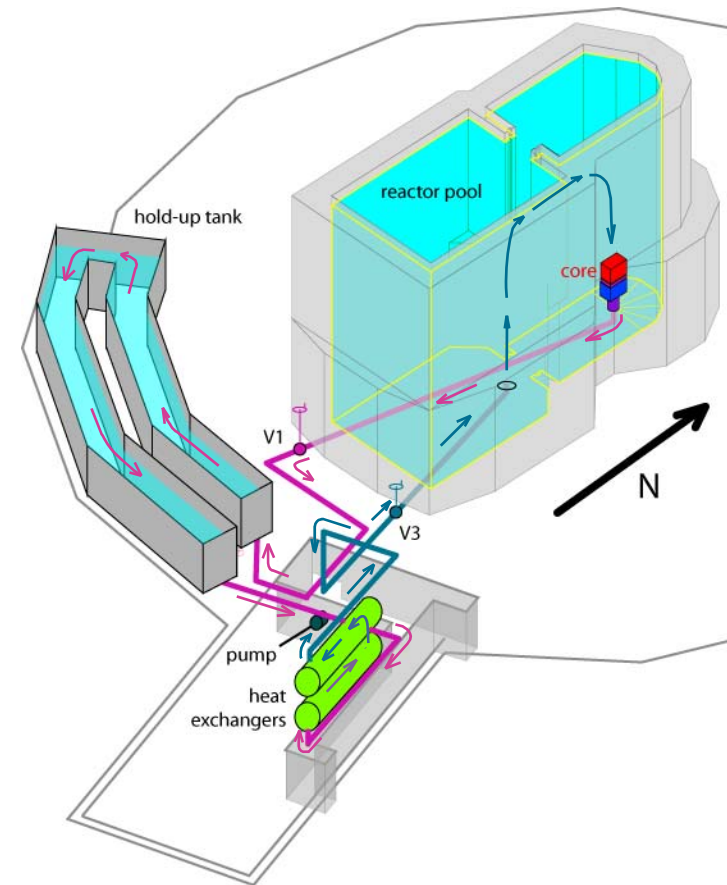 reactor pool
hold-up tank
core
V1
N
V3
pump
heat
exchangers